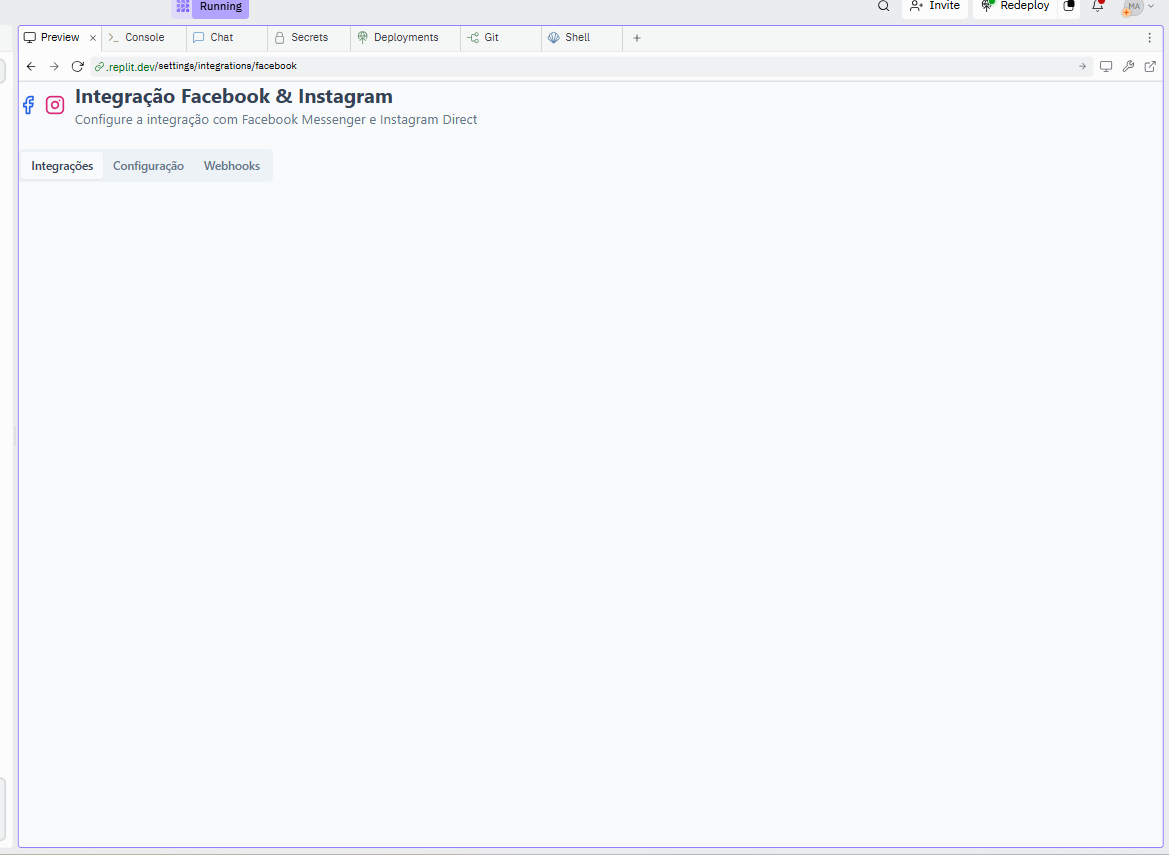 Running
Invite
Redeploy
MA
Preview
Console
Chat
Secrets
Deployments
Git
Shell
.replit.dev/settings/integrations/facebook
Integração Facebook & Instagram
Configure a integração com Facebook Messenger e Instagram Direct
Integrações
Configuração
Webhooks